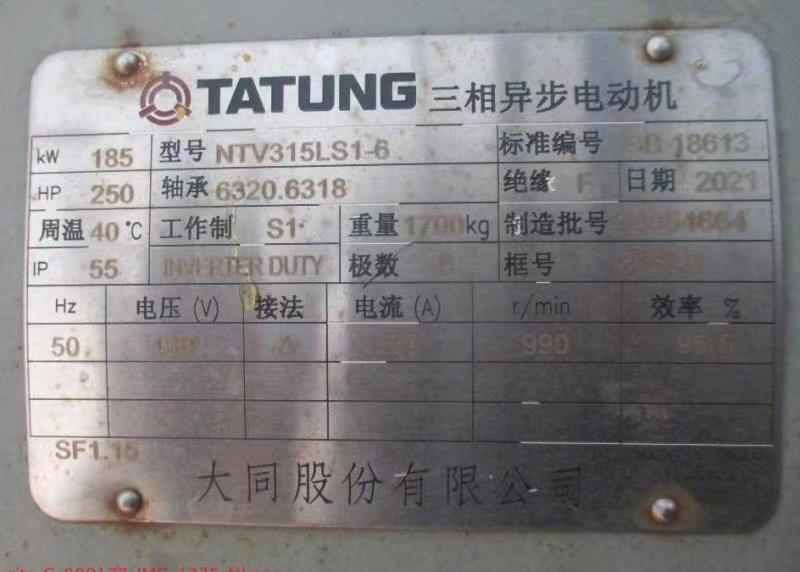 TATUNG 三相异步电动机
kW 185 型号 NTV315LS1-6 标准编号 18613
HP 250 轴承 6320.6318 绝缘 F 日期 2021
周温 40 ℃ 工作制 S1 重量 1700 kg 制造批号
IP 55 INVERTER DUTY 极数 框号
Hz 电压 (V) 接法 电流 (A) r/min 效率 %
50 990 95.5
SF1.15
大同股份有限公司